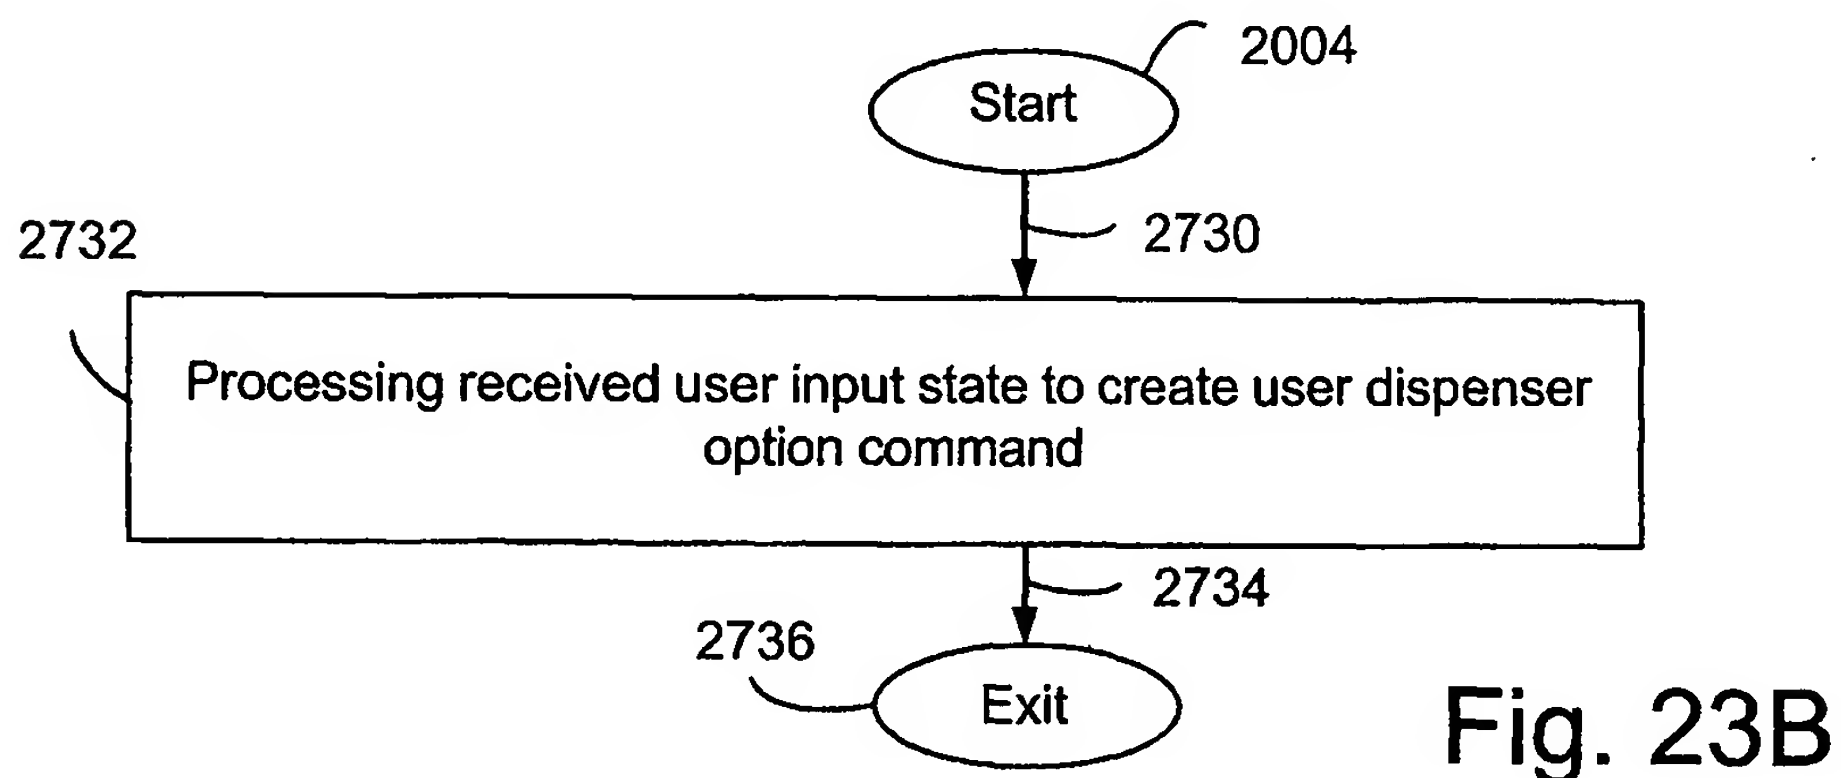 2004
Start
2730
2732
Processing received user input state to create user dispenser
option command
2734
2736
Exit
Fig. 23B